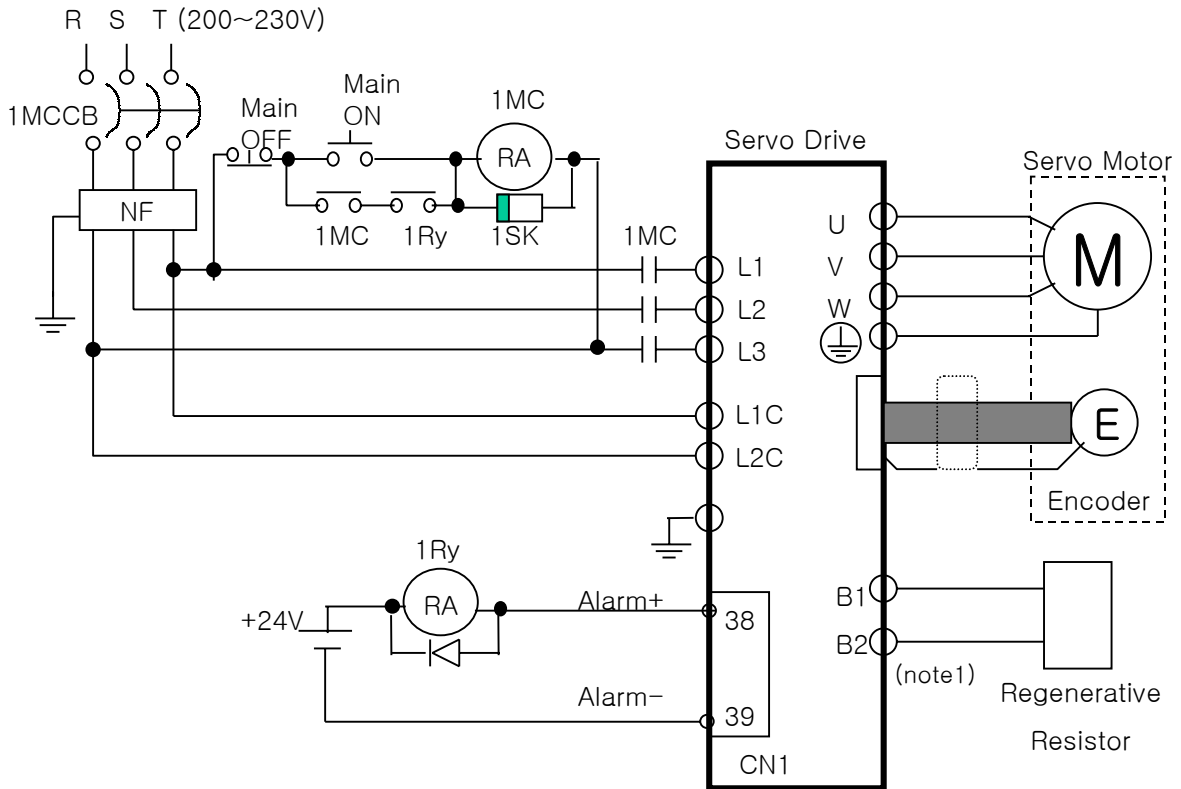 R S T (200~230V)
1MCCB
Main
OFF
Main
ON
1MC
RA
NF
1MC
1Ry
1SK
1MC
Servo Drive
Servo Motor
L1
L2
L3
L1C
L2C
U
V
W
M
E
Encoder
1Ry
RA
+24V
Alarm+
38
Alarm-
39
CN1
B1
B2
(note1)
Regenerative
Resistor